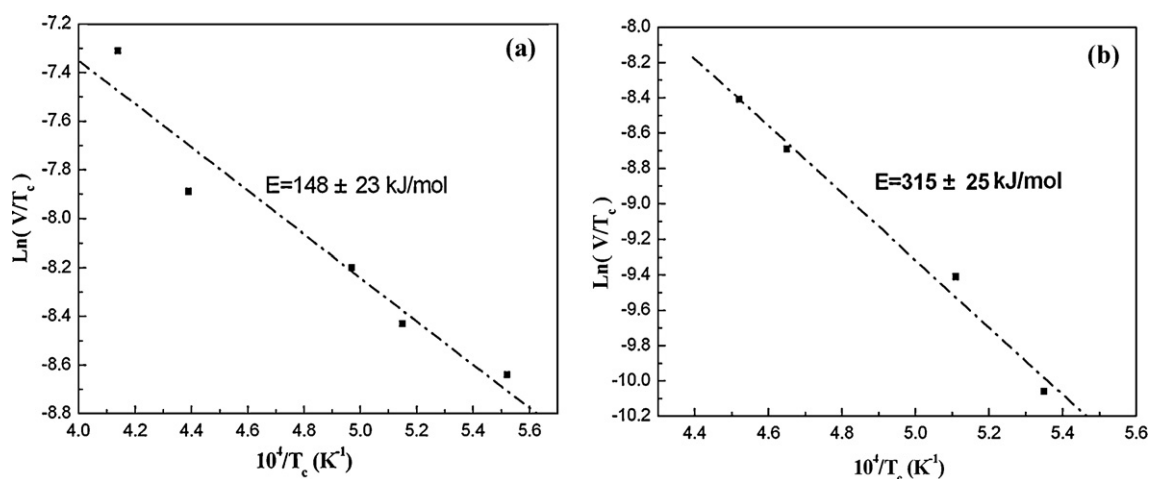 (a)
Ln( V/T_c)
-7.2
-7.4
-7.6
-7.8
-8.0
-8.2
-8.4
-8.6
-8.8
E=148 ± 23 kJ/mol
4.0 4.2 4.4 4.6 4.8 5.0 5.2 5.4 5.6
10^4/T_c (K^-1)
(b)
Ln( V/T_c)
-8.0
-8.2
-8.4
-8.6
-8.8
-9.0
-9.2
-9.4
-9.6
-9.8
-10.0
-10.2
E=315 ± 25 kJ/mol
4.4 4.6 4.8 5.0 5.2 5.4 5.6
10^4/T_c (K^-1)